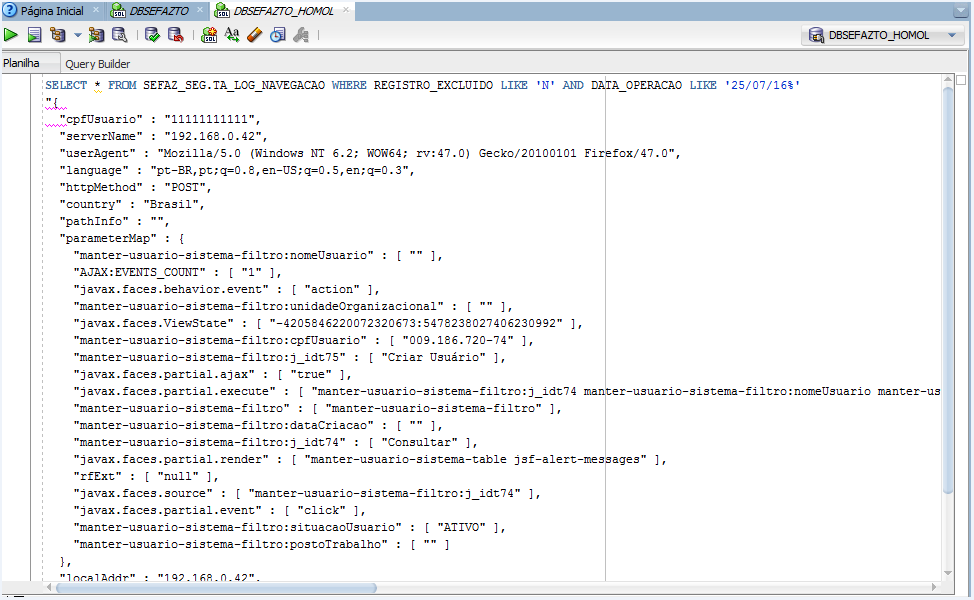 Página Inicial DBSEFAZTO DBSEFAZTO_HOMOL
DBSEFAZTO_HOMOL
Planilha Query Builder
SELECT * FROM SEFAZ_SEG.TA_LOG_NAVEGACAO WHERE REGISTRO_EXCLUIDO LIKE 'N' AND DATA_OPERACAO LIKE '25/07/16%'
"{
"cpfUsuario" : "11111111111",
"serverName" : "192.168.0.42",
"userAgent" : "Mozilla/5.0 (Windows NT 6.2; WOW64; rv:47.0) Gecko/20100101 Firefox/47.0",
"language" : "pt-BR,pt;q=0.8,en-US;q=0.5,en;q=0.3",
"httpMethod" : "POST",
"country" : "Brasil",
"pathInfo" : "",
"parameterMap" : {
"manter-usuario-sistema-filtro:nomeUsuario" : [ "" ],
"AJAX:EVENTS_COUNT" : [ "1" ],
"javax.faces.behavior.event" : [ "action" ],
"manter-usuario-sistema-filtro:unidadeOrganizacional" : [ "" ],
"javax.faces.ViewState" : [ "-4205846220072320673:5478238027406230992" ],
"manter-usuario-sistema-filtro:cpfUsuario" : [ "009.186.720-74" ],
"manter-usuario-sistema-filtro:j_idt75" : [ "Criar Usuário" ],
"javax.faces.partial.ajax" : [ "true" ],
"javax.faces.partial.execute" : [ "manter-usuario-sistema-filtro:j_idt74 manter-usuario-sistema-filtro:nomeUsuario manter-us
"manter-usuario-sistema-filtro" : [ "manter-usuario-sistema-filtro" ],
"manter-usuario-sistema-filtro:dataCriacao" : [ "" ],
"manter-usuario-sistema-filtro:j_idt74" : [ "Consultar" ],
"javax.faces.partial.render" : [ "manter-usuario-sistema-table jsf-alert-messages" ],
"rfExt" : [ "null" ],
"javax.faces.source" : [ "manter-usuario-sistema-filtro:j_idt74" ],
"javax.faces.partial.event" : [ "click" ],
"manter-usuario-sistema-filtro:situacaoUsuario" : [ "ATIVO" ],
"manter-usuario-sistema-filtro:postoTrabalho" : [ "" ]
},
"localAddr" : "192.168.0.42",